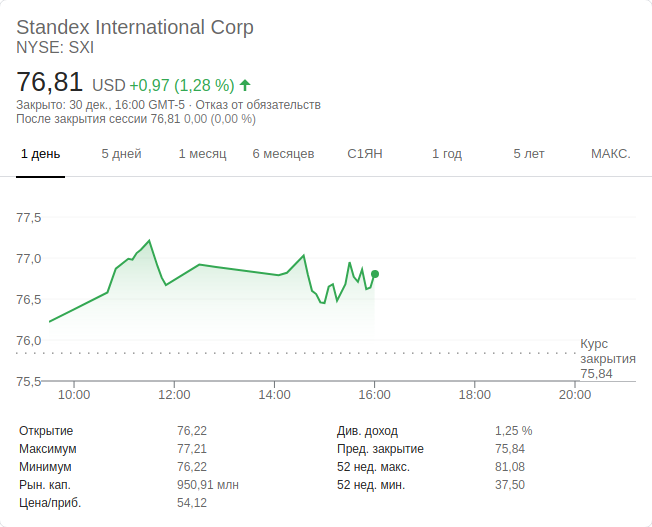 Standex International Corp
NYSE: SXI
76,81 USD +0,97 (1,28 %)
Закрыто: 30 дек., 16:00 GMT-5 · Отказ от обязательств
После закрытия сессии 76,81 0,00 (0,00 %)
1 день 5 дней 1 месяц 6 месяцев С1ЯН 1 год 5 лет МАКС.
77,5
77,0
76,5
76,0
Курс
закрытия
75,84
75,5
10:00 12:00 14:00 16:00 18:00 20:00
Открытие 76,22 Див. доход 1,25 %
Максимум 77,21 Пред. закрытие 75,84
Минимум 76,22 52 нед. макс. 81,08
Рын. кап. 950,91 млн 52 нед. мин. 37,50
Цена/приб. 54,12